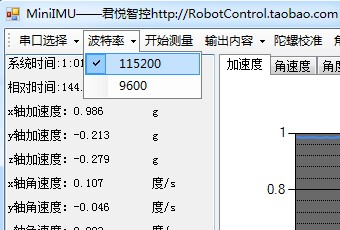 MiniIMU——君悦智控http://RobotControl.taobao.com
串口选择 波特率 开始测量 输出内容 陀螺校准
115200
9600
加速度 角速度
系统时间:1:01
相对时间:144.
x轴加速度: 0.986 g
y轴加速度: -0.213 g
z轴加速度: -0.279 g
x轴角速度: 0.107 度/s
y轴角速度: -0.046 度/s
1
0.8